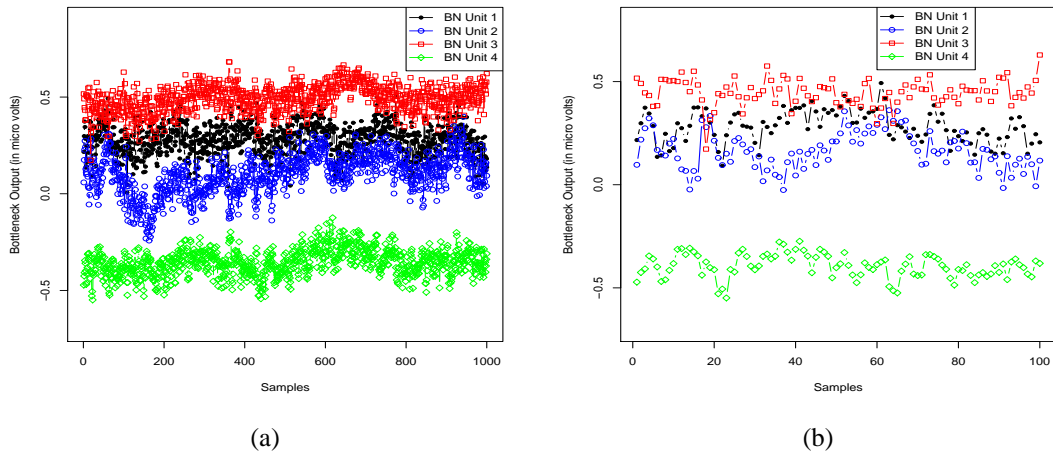 BN Unit 1
BN Unit 2
BN Unit 3
BN Unit 4
0.5
0.0
−0.5
Bottleneck Output (in micro volts)
0 200 400 600 800 1000
Samples
(a)
BN Unit 1
BN Unit 2
BN Unit 3
BN Unit 4
0.5
0.0
−0.5
Bottleneck Output (in micro volts)
0 20 40 60 80 100
Samples
(b)